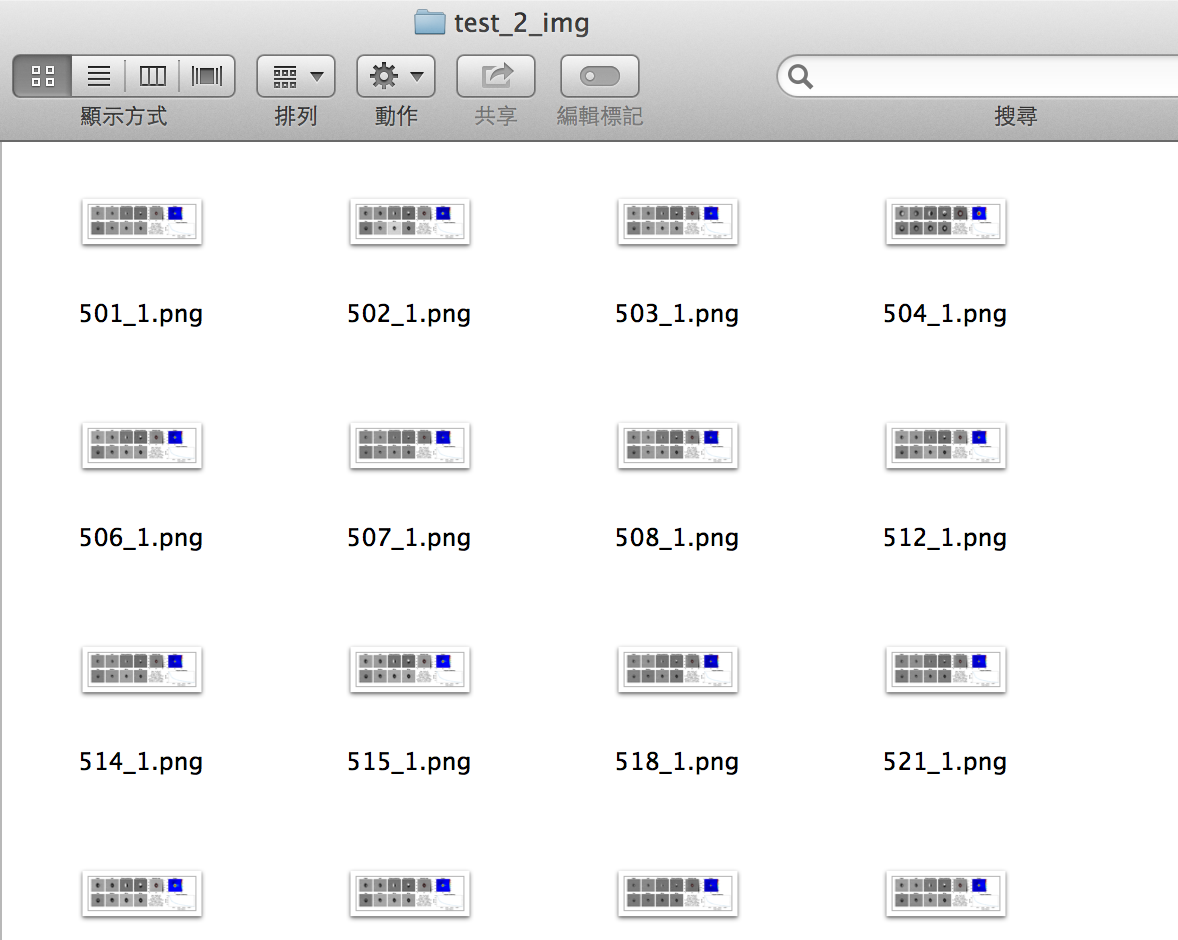 test_2_img
顯示方式 排列 動作 共享 編輯標記 搜尋
501_1.png 502_1.png 503_1.png 504_1.png
506_1.png 507_1.png 508_1.png 512_1.png
514_1.png 515_1.png 518_1.png 521_1.png